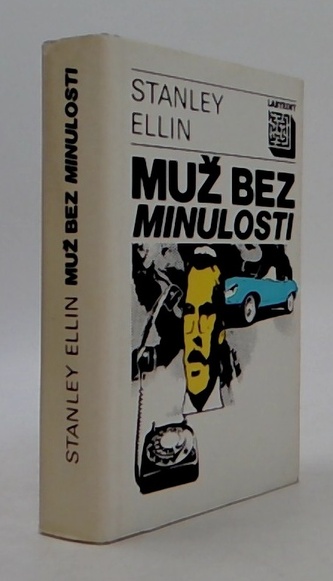 STANLEY ELLIN MUŽ BEZ MINULOSTI
STANLEY
ELLIN
LABYRINT
MUŽ BEZ
MINULOSTI